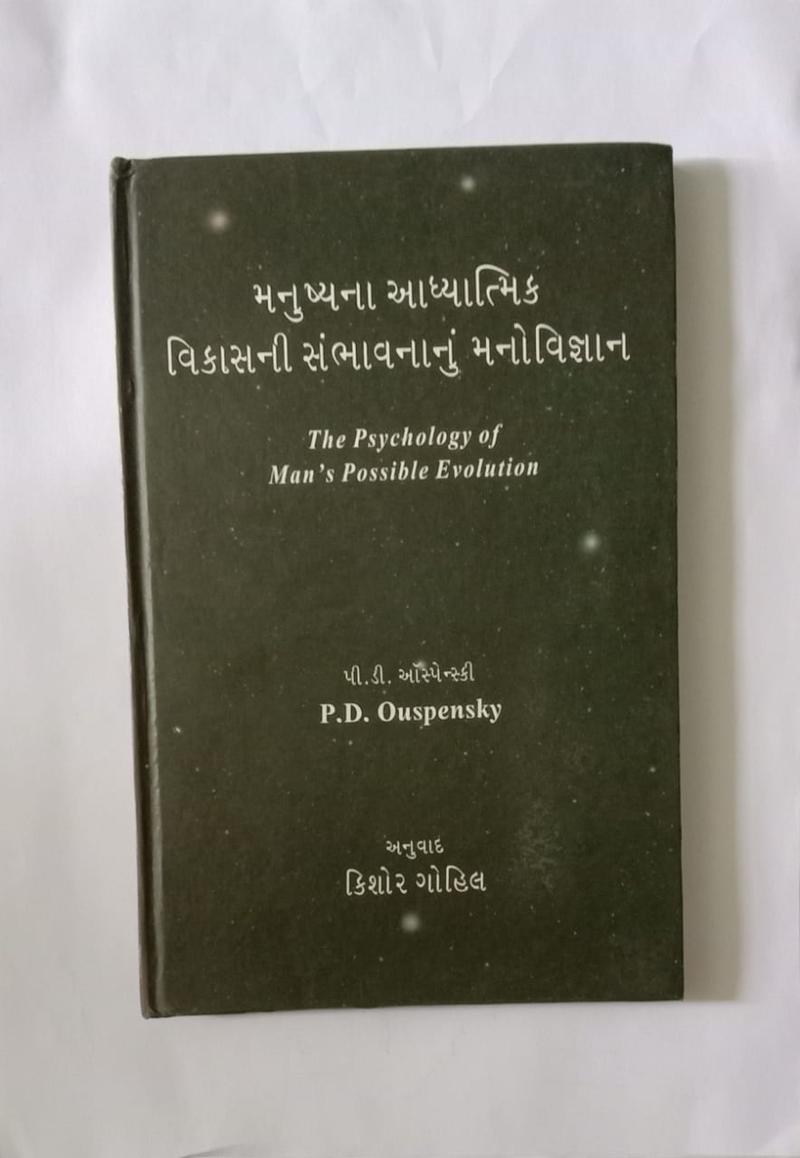 મનુષ્યના આધ્યાત્મિક
વિકાસની સંભાવનાનું મનોવિજ્ઞાન
The Psychology of
Man's Possible Evolution
પી.ડી. ઑસ્પેન્સ્કી
P.D. Ouspensky
અનુવાદ
કિશોર ગોહિલ